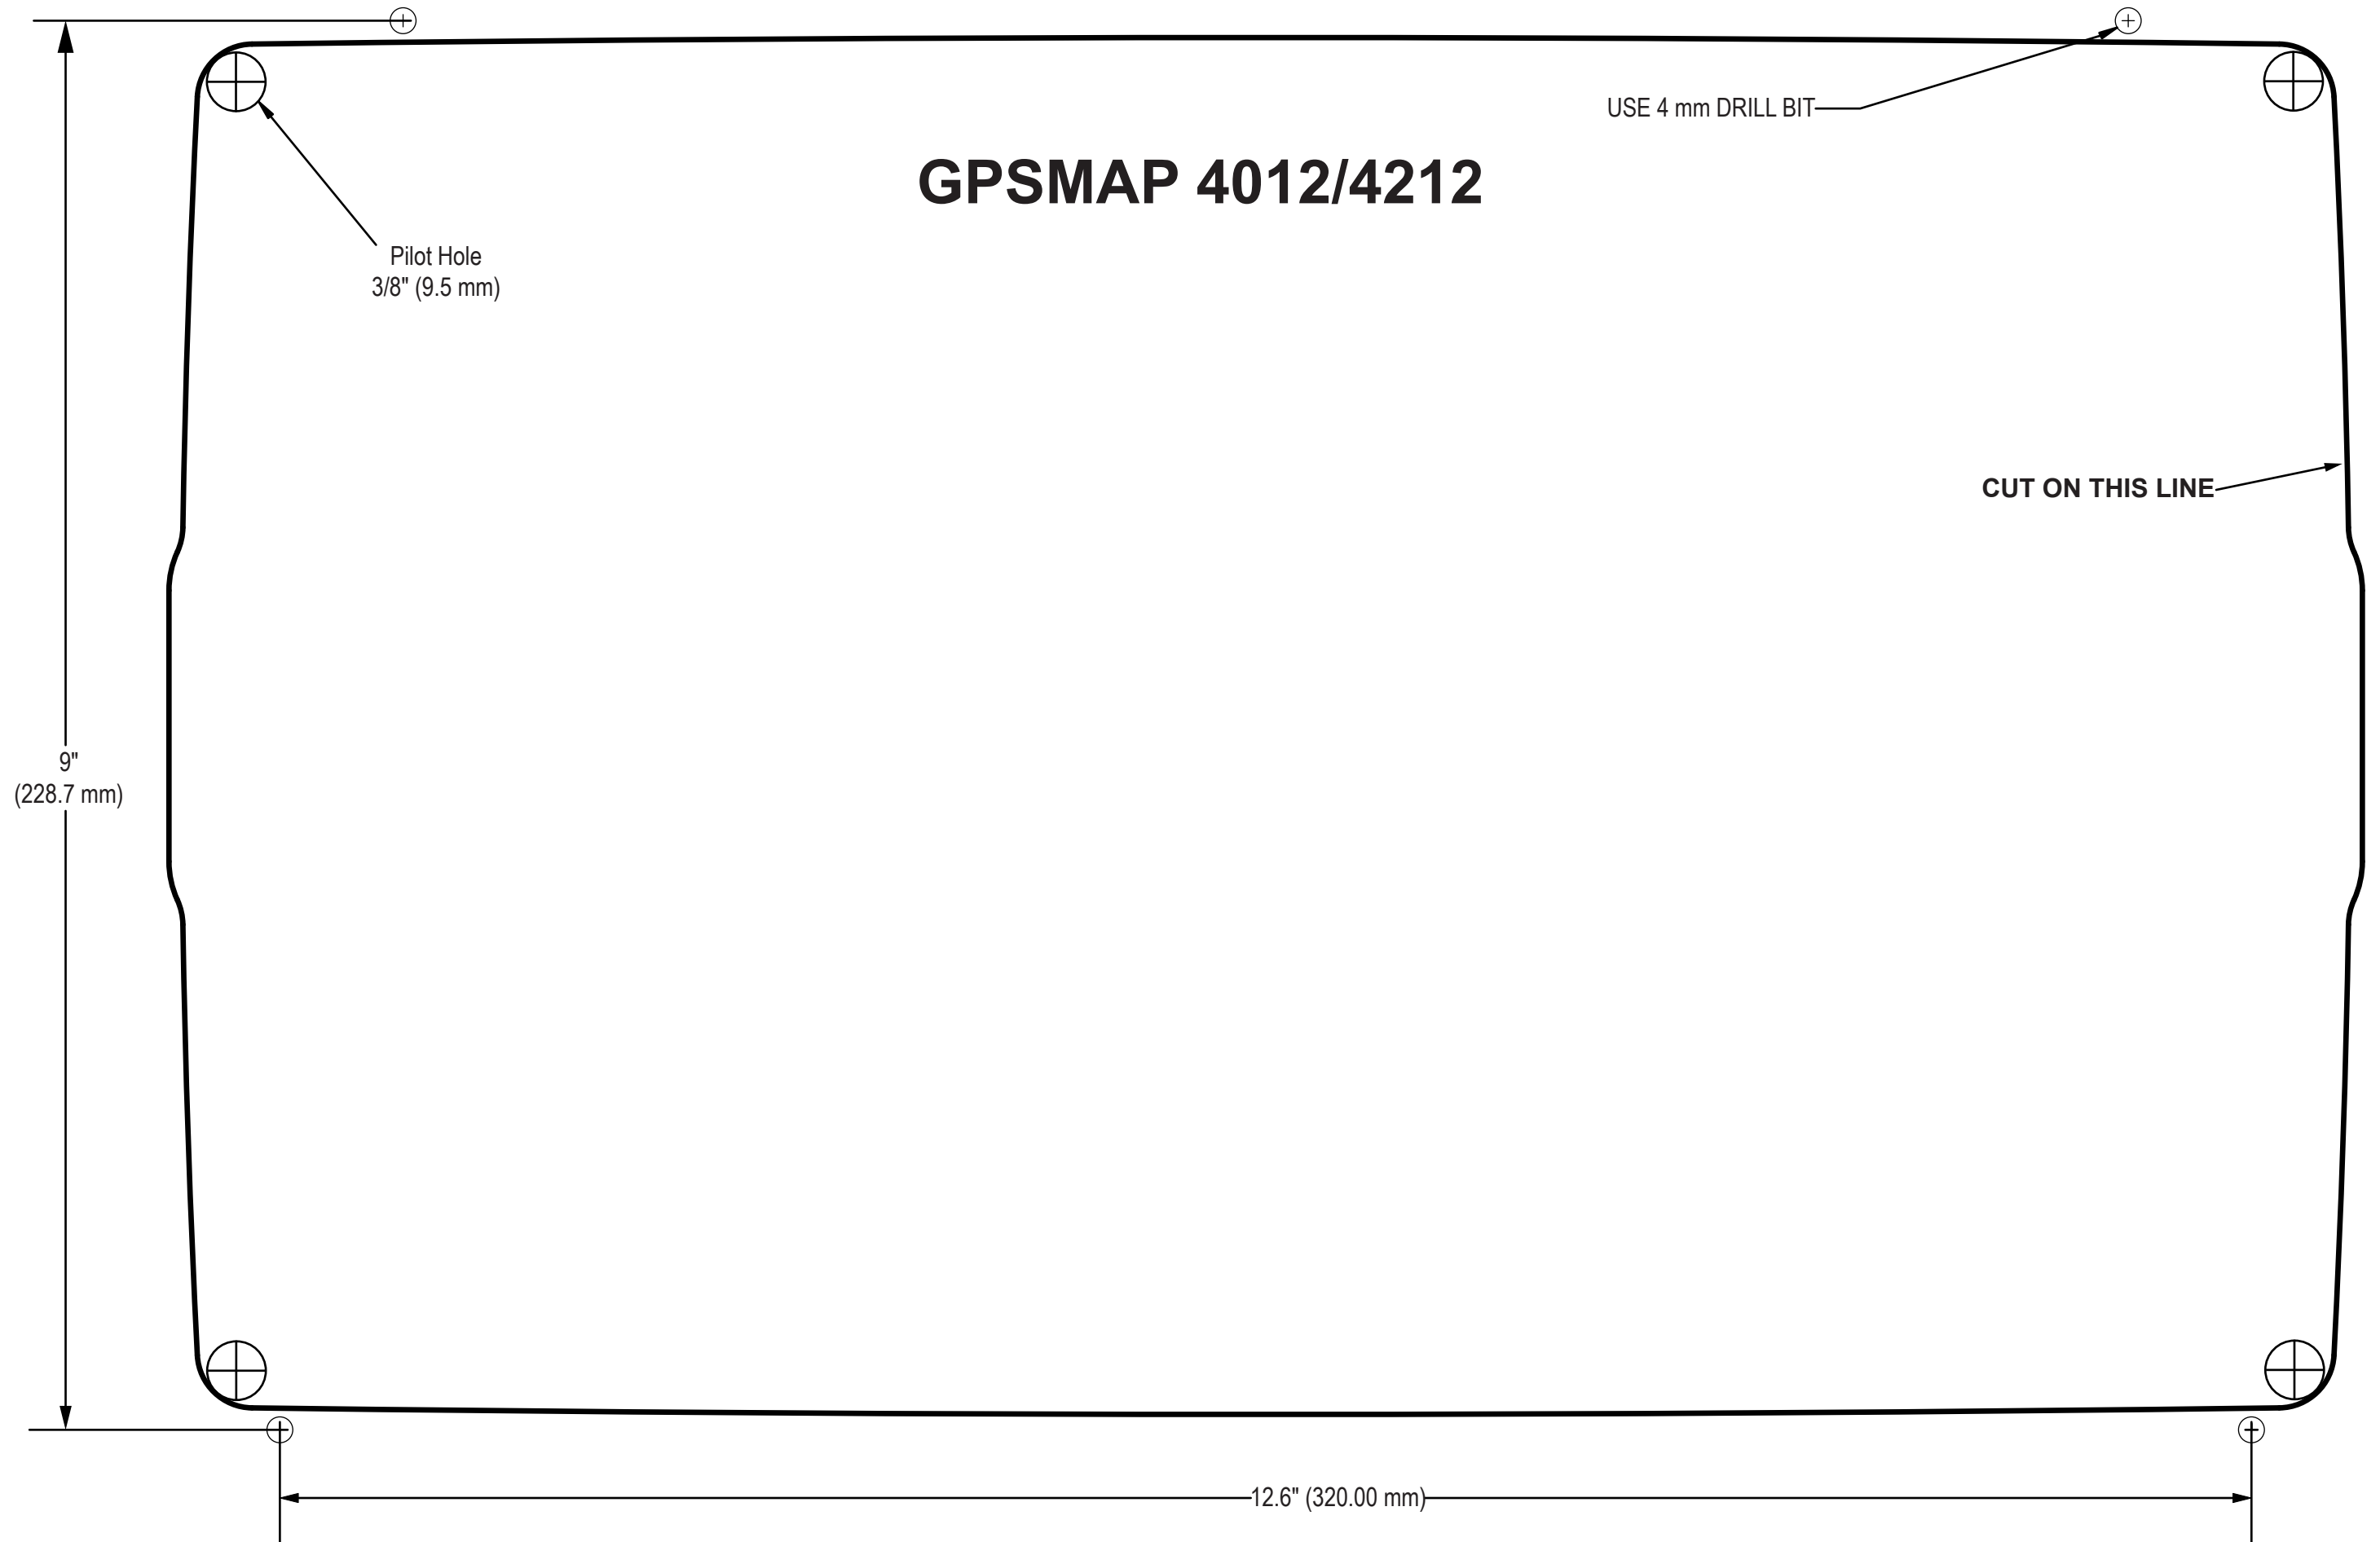 USE 4 mm DRILL BIT
GPSMAP 4012/4212
Pilot Hole
3/8" (9.5 mm)
CUT ON THIS LINE
9"
(228.7 mm)
12.6" (320.00 mm)